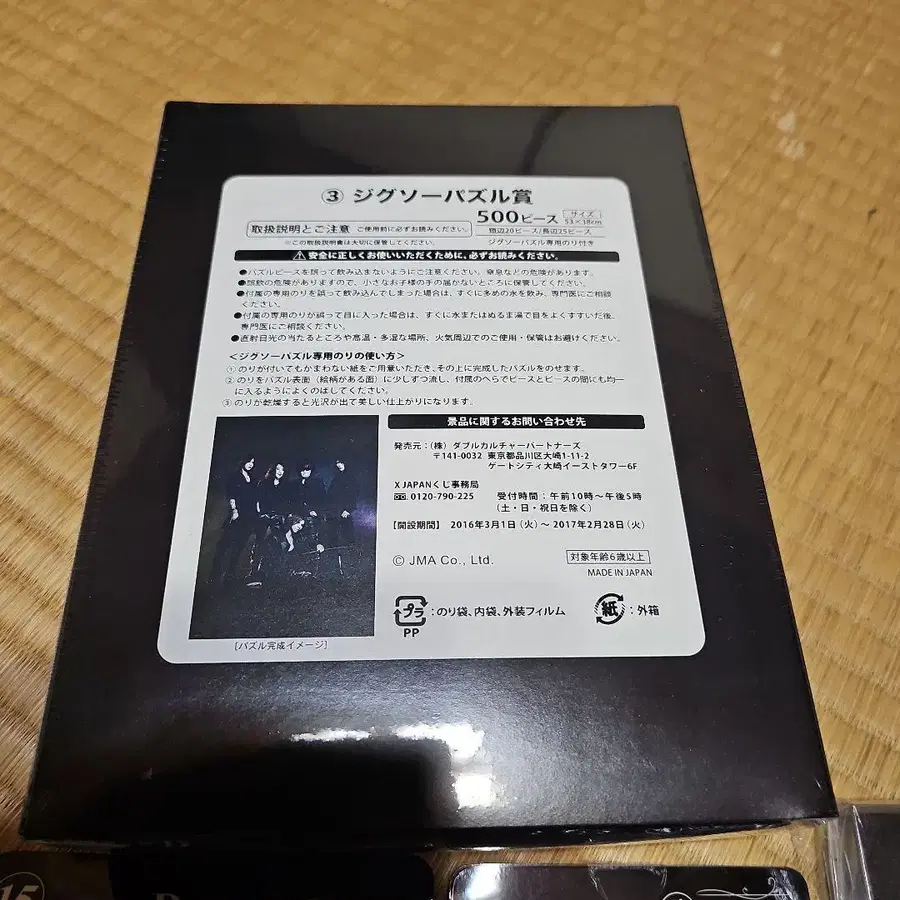 ③ ジグソーパズル賞
500ピース
サイズ
53×38cm
短辺20ピース/長辺25ピース
ジグソーパズル専用のり付き
取扱説明とご注意 ご使用前に必ずお読みください。
※この取扱説明書は大切に保管してください。
安全に正しくお使いいただくために、必ずお読みください。
●パズルピースを誤って飲み込まないようにご注意ください。窒息などの危険があります。
●誤飲の危険がありますので、小さなお子様の手の届かないところに保管してください。
●付属の専用のりを誤って飲み込んでしまった場合は、すぐに多めの水を飲み、専門医にご相談
ください。
●付属の専用のりが誤って目に入った場合は、すぐに水またはぬるま湯で目をよくすすいだ後、
専門医にご相談ください。
●直射日光の当たるところや高温・多湿な場所、火気周辺でのご使用・保管はお避けください。
<ジグソーパズル専用のりの使い方>
① のりが付いてもかまわない紙をご用意いただき、その上に完成したパズルをのせます。
② のりをパズル表面（絵柄がある面）に少しずつ流し、付属のへらでピースとピースの間にも均一
に入るようによくのばしてください。
③ のりが乾燥すると光沢が出て美しい仕上がりになります。
景品に関するお問い合わせ先
発売元：（株）ダブルカルチャーパートナーズ
〒141-0032 東京都品川区大崎1-11-2
ゲートシティ大崎イーストタワー6F
X JAPANくじ事務局
0120-790-225 受付時間：午前10時～午後5時
（土・日・祝日を除く）
【開設期間】 2016年3月1日（火）～2017年2月28日（火）
© JMA Co., Ltd.
対象年齢6歳以上
MADE IN JAPAN
プラ ：のり袋、内袋、外装フィルム
PP
紙 ：外箱
［パズル完成イメージ］
15